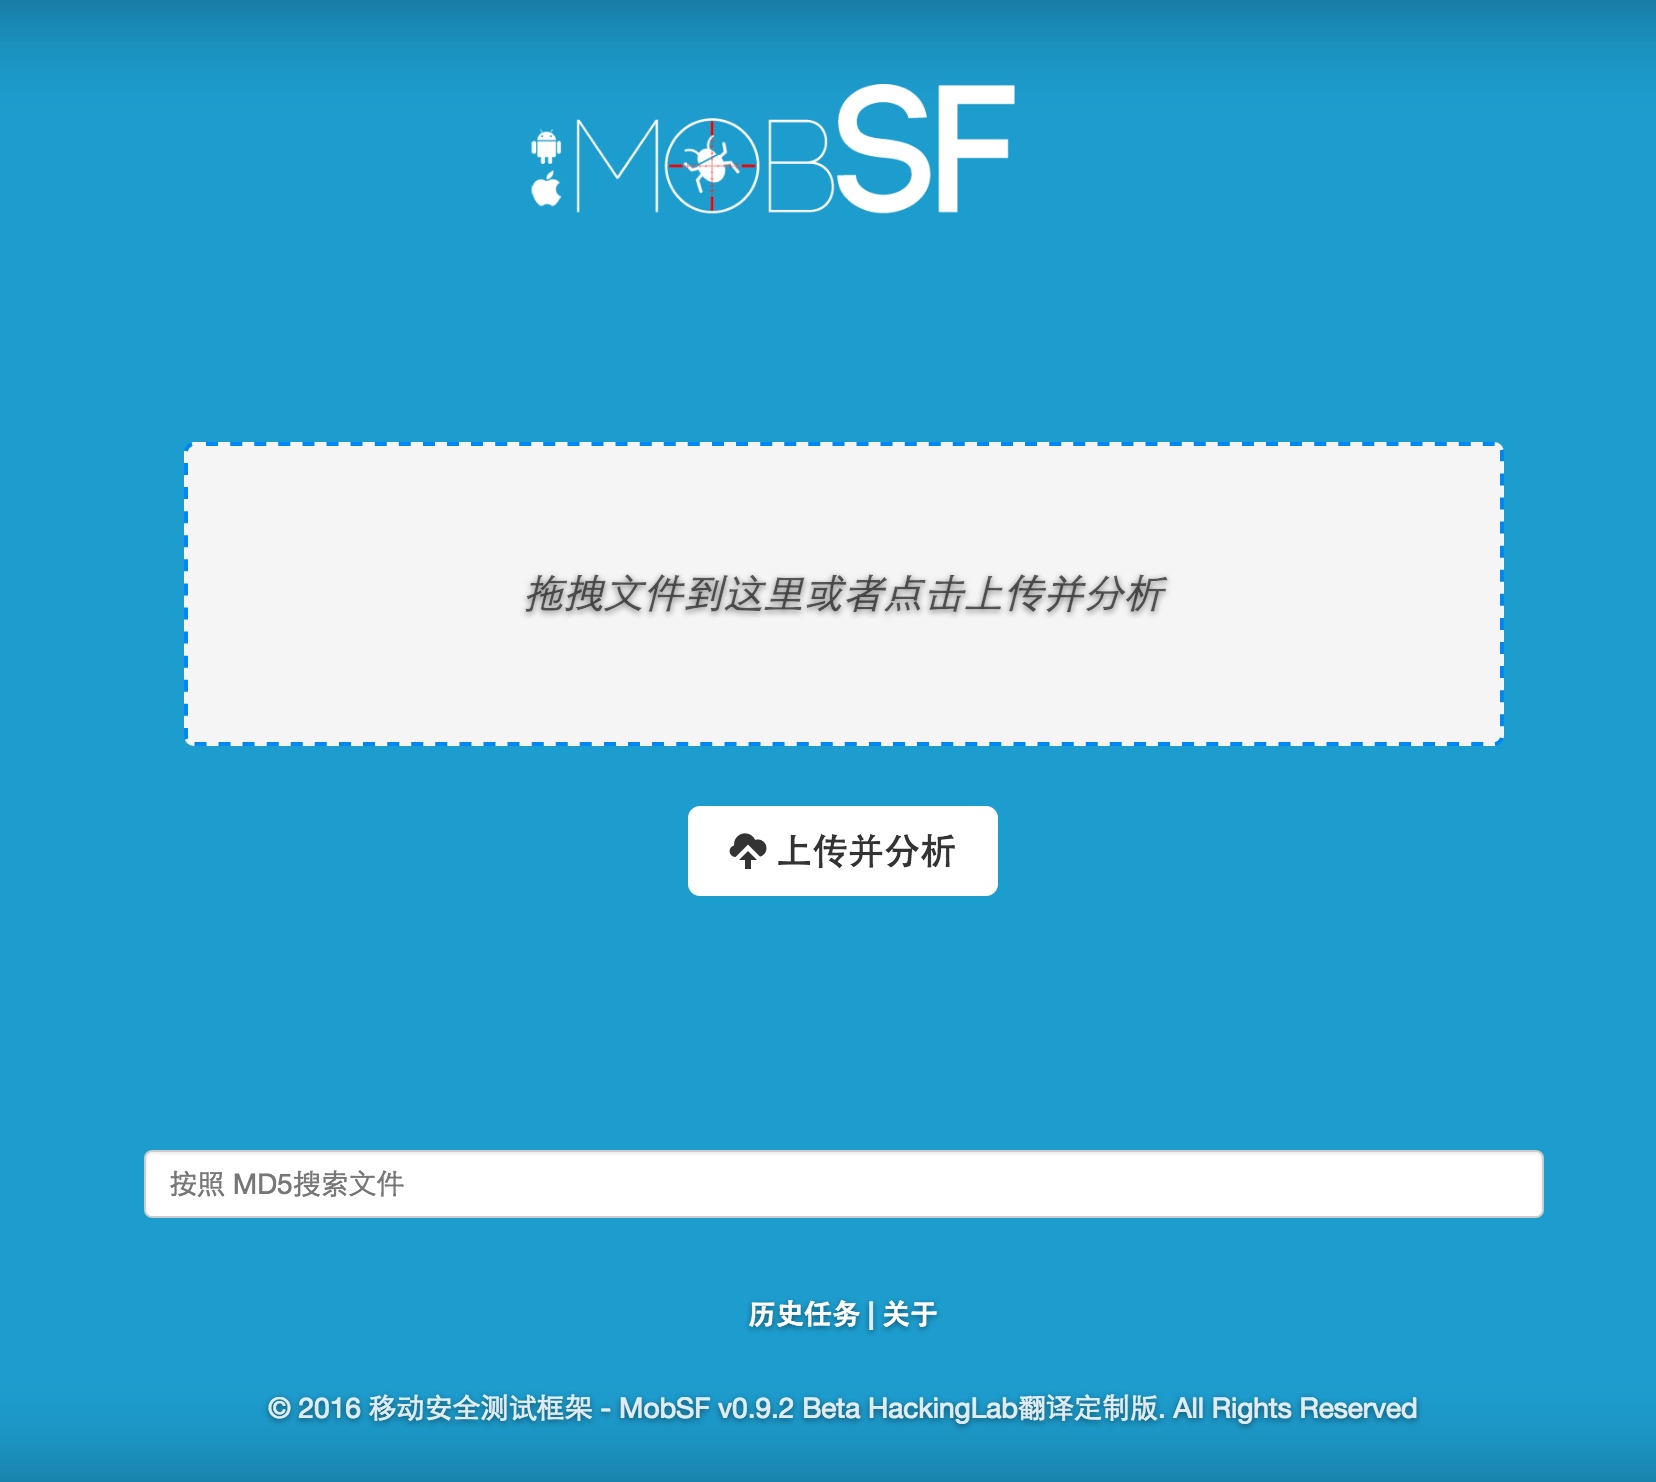 MOBSF
拖拽文件到这里或者点击上传并分析
上传并分析
按照 MD5搜索文件
历史任务 | 关于
© 2016 移动安全测试框架 - MobSF v0.9.2 Beta HackingLab翻译定制版. All Rights Reserved